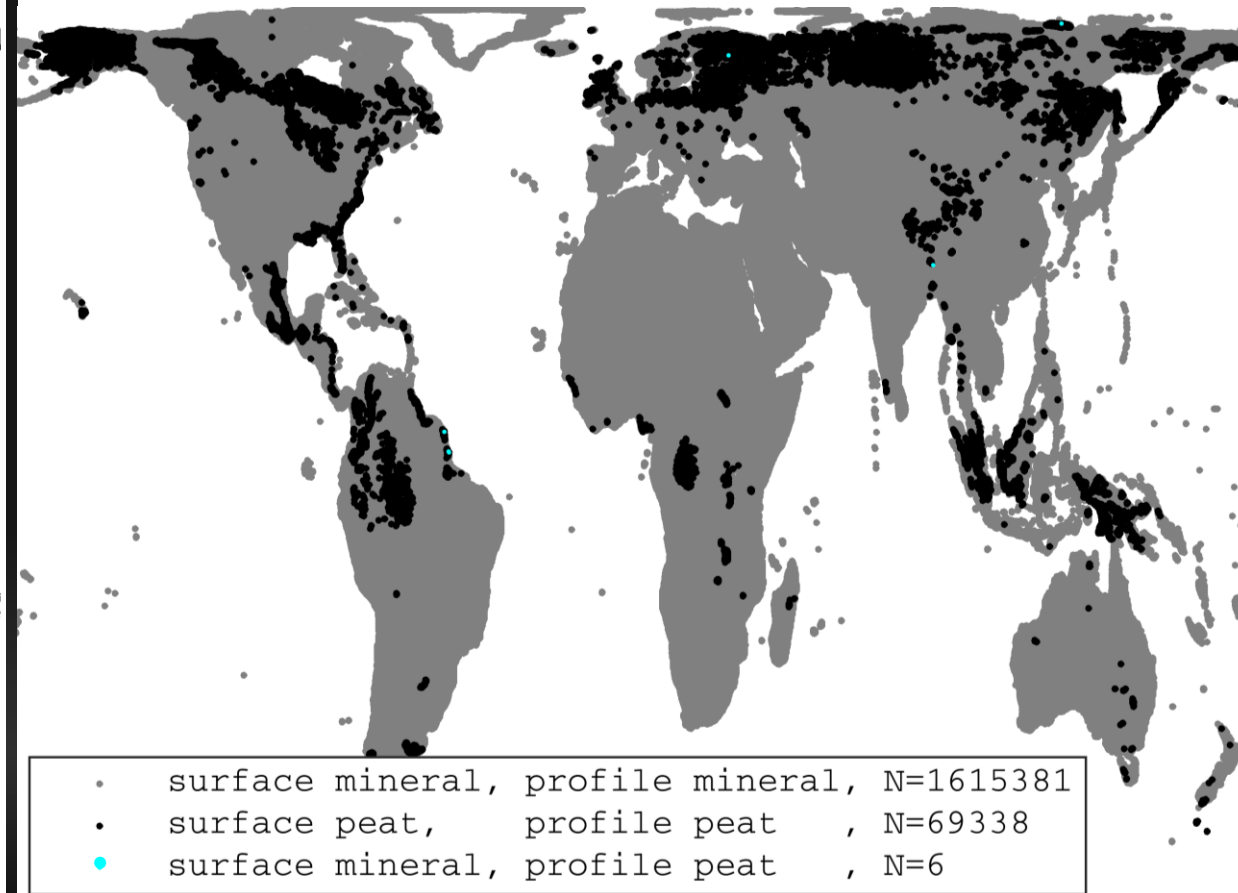 surface mineral, profile mineral, N=1615381
surface peat, profile peat , N=69338
surface mineral, profile peat , N=6